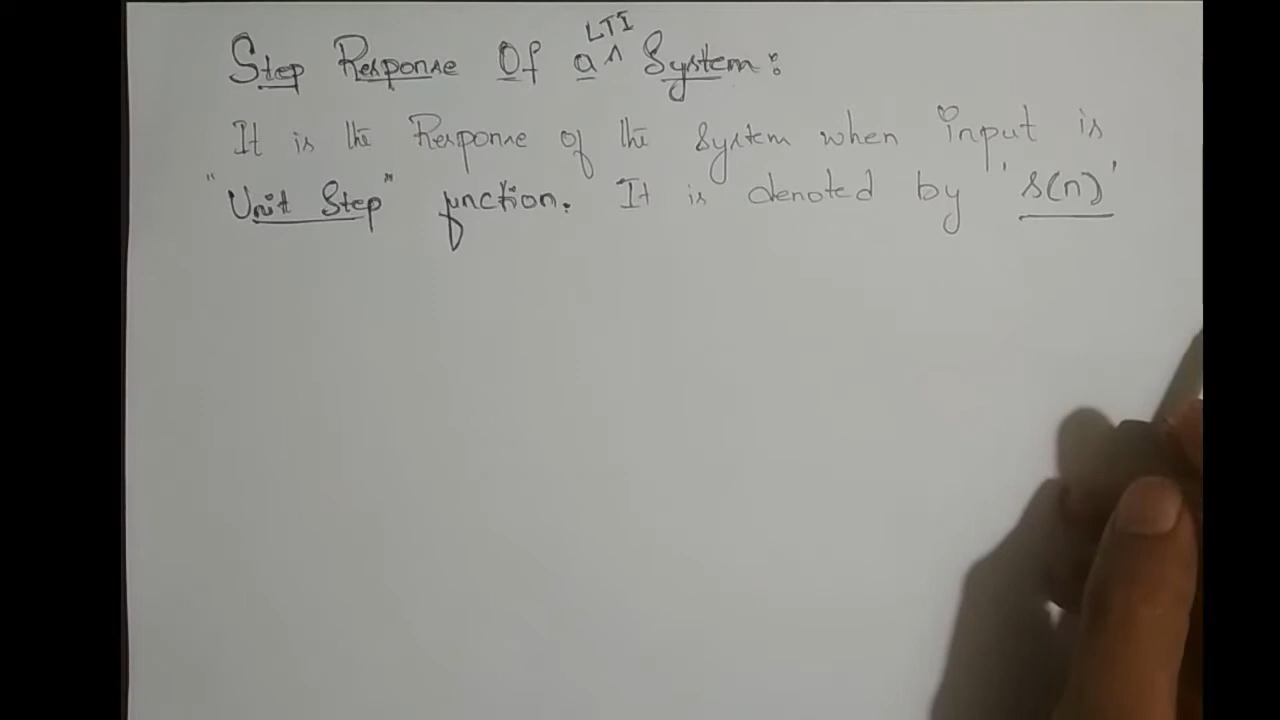 Step Response Of a ^ LTI System:
It is the Response of the System when input is
"Unit Step" function. It is denoted by 's(n)'